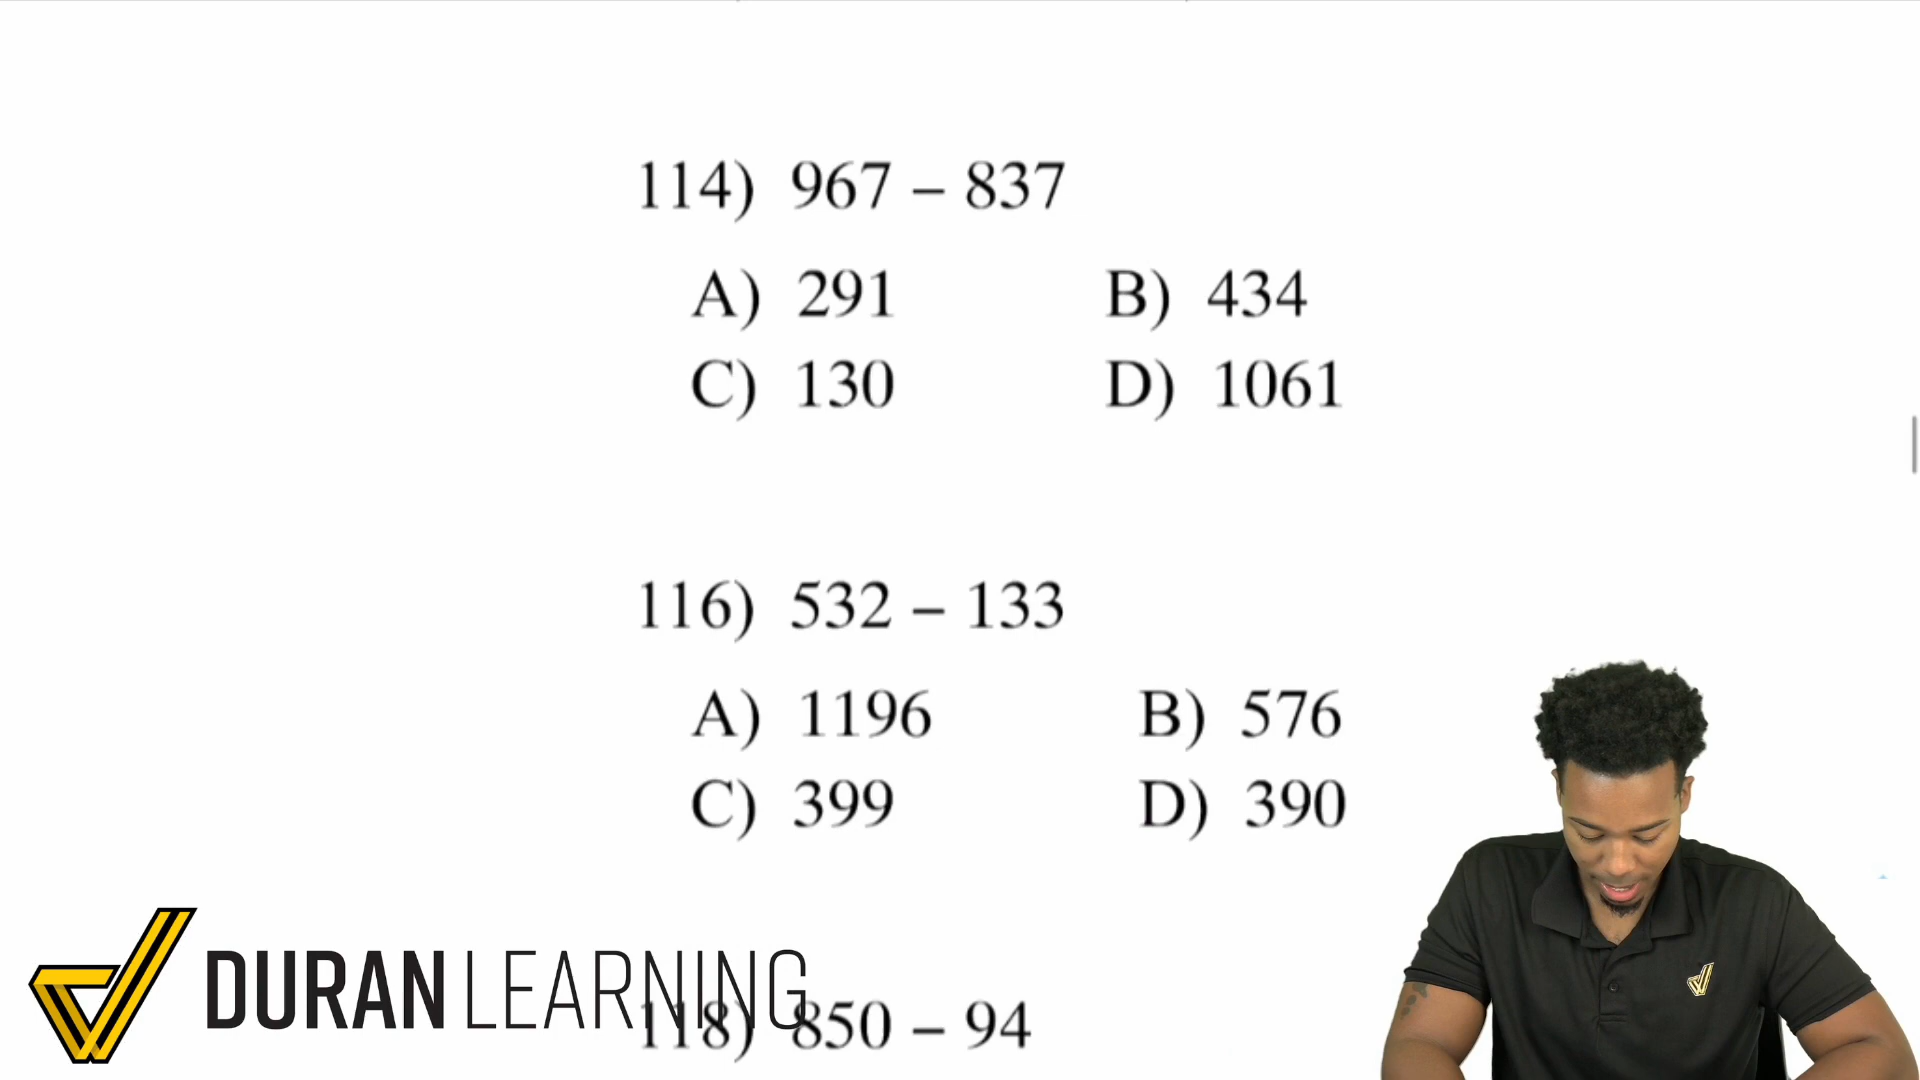 114) 967 – 837
A) 291 B) 434
C) 130 D) 1061
116) 532 – 133
A) 1196 B) 576
C) 399 D) 390
DURAN LEARNING
118) 850 – 94